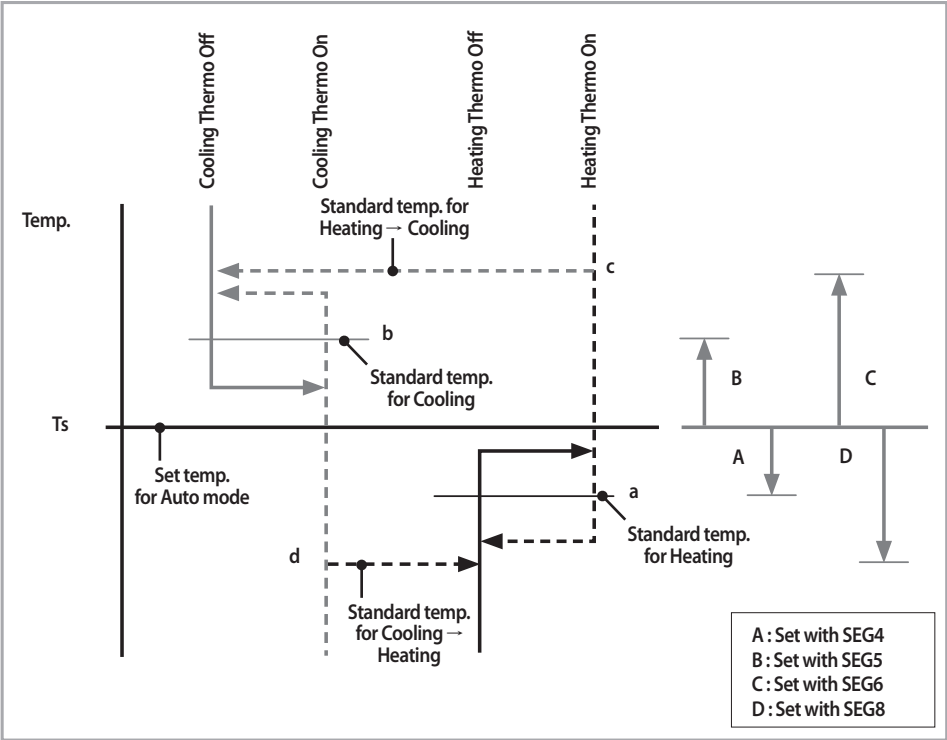 Cooling Thermo Off
Cooling Thermo On
Heating Thermo Off
Heating Thermo On
Temp.
Standard temp. for
Heating → Cooling
c
b
Standard temp.
for Cooling
B
C
Ts
A
D
Set temp.
for Auto mode
a
Standard temp.
for Heating
d
Standard temp.
for Cooling →
Heating
A : Set with SEG4
B : Set with SEG5
C : Set with SEG6
D : Set with SEG8